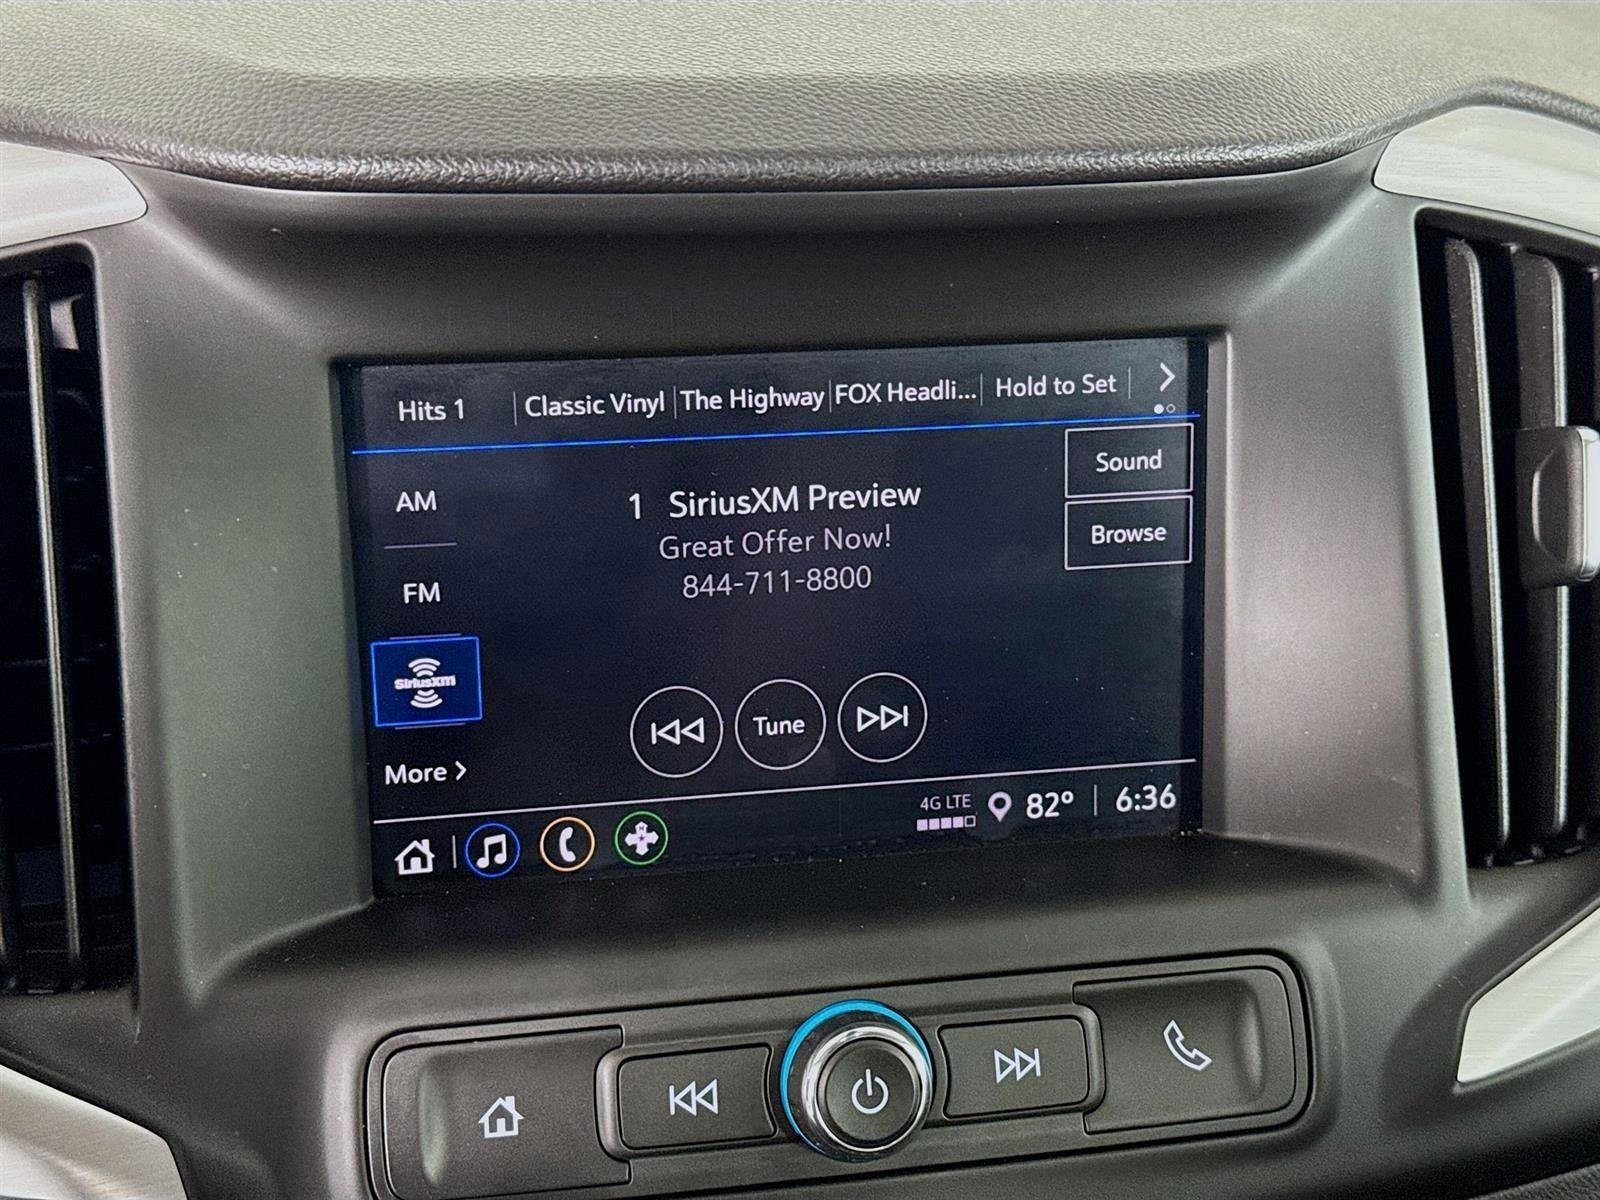 Hits 1 Classic Vinyl The Highway FOX Headli... Hold to Set
AM
1 SiriusXM Preview
Sound
Great Offer Now!
Browse
844-711-8800
FM
SiriusXM
Tune
More
4G LTE 82° 6:36